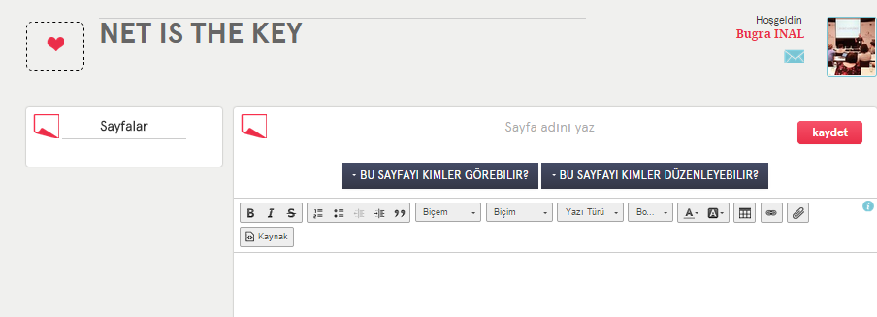 NET IS THE KEY
Hoşgeldin
Bugra INAL
Sayfalar
Sayfa adini yaz
kaydet
- BU SAYFAYI KIMLER GÖREBILIR?
- BU SAYFAYI KIMLER DÜZENLEYEBILIR?
B I S Biçem Biçim Yazı Türü Bo... A A
Kaynak